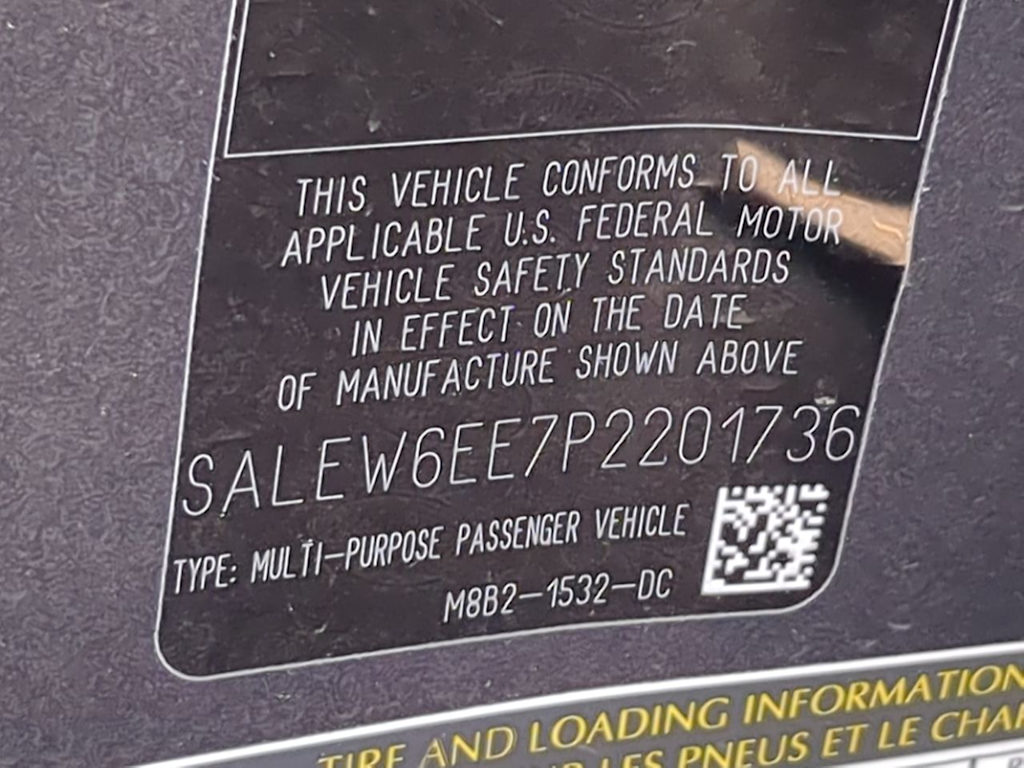 THIS VEHICLE CONFORMS TO ALL
APPLICABLE U.S. FEDERAL MOTOR
VEHICLE SAFETY STANDARDS
IN EFFECT ON THE DATE
OF MANUFACTURE SHOWN ABOVE
SALEW6EE7P2201736
TYPE: MULTI-PURPOSE PASSENGER VEHICLE
M8B2-1532-DC
TIRE AND LOADING INFORMATION
LES PNEUS ET LE